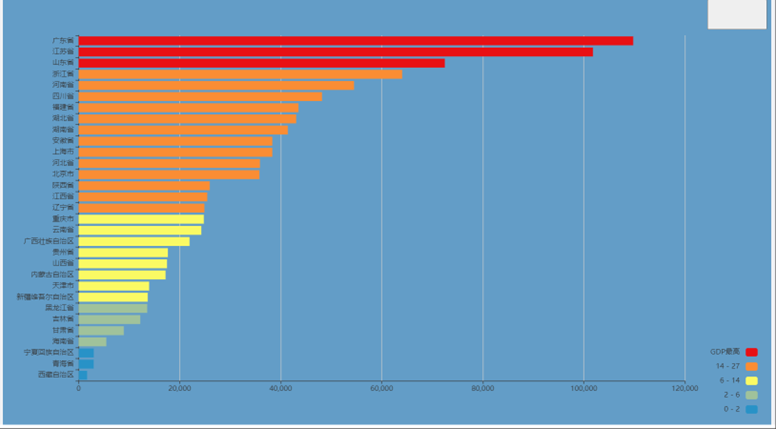 广东省
江苏省
山东省
浙江省
河南省
四川省
福建省
湖北省
湖南省
安徽省
上海市
河北省
北京市
陕西省
江西省
辽宁省
重庆市
云南省
广西壮族自治区
贵州省
山西省
内蒙古自治区
天津市
新疆维吾尔自治区
黑龙江省
吉林省
甘肃省
海南省
宁夏回族自治区
青海省
西藏自治区
0 20,000 40,000 60,000 80,000 100,000 120,000
GDP最高
14 - 27
6 - 14
2 - 6
0 - 2